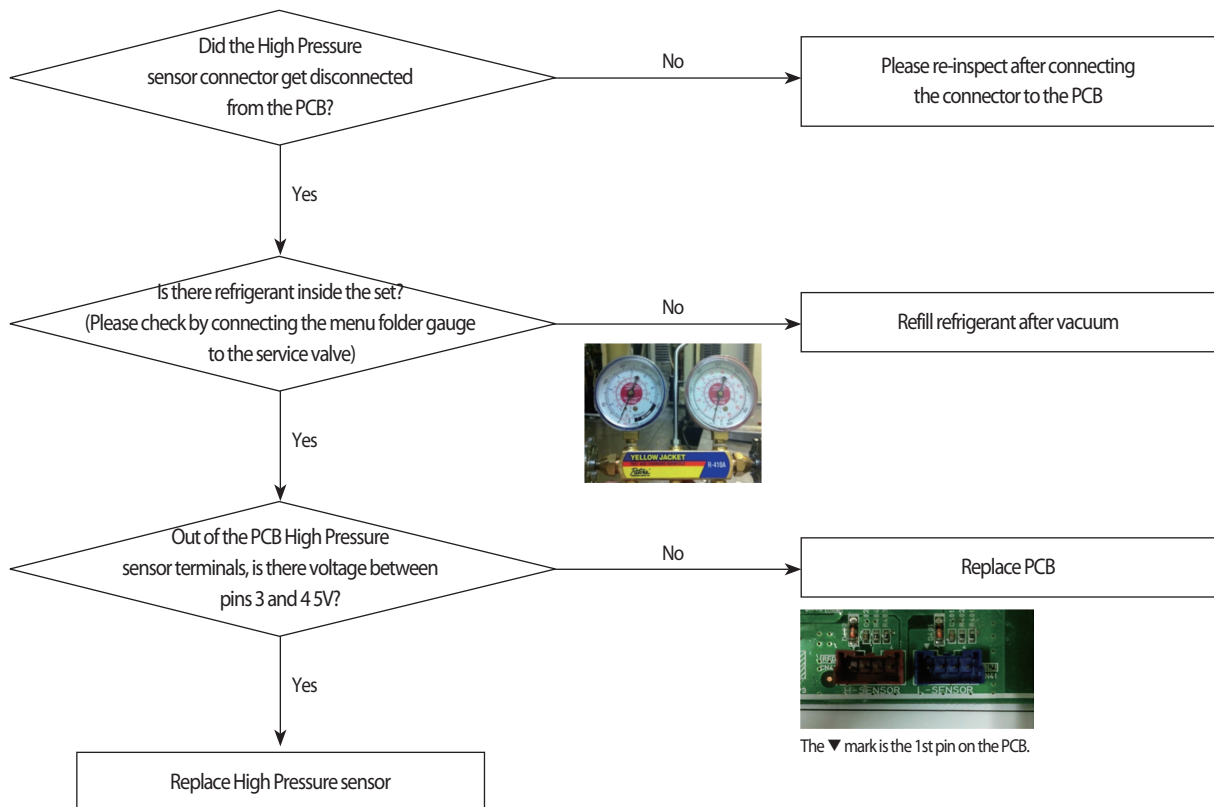 Did the High Pressure
sensor connector get disconnected
from the PCB?
No
Please re-inspect after connecting
the connector to the PCB
Yes
Is there refrigerant inside the set?
(Please check by connecting the menu folder gauge
to the service valve)
No
Refill refrigerant after vacuum
YELLOW JACKET
R-410A
Yes
Out of the PCB High Pressure
sensor terminals, is there voltage between
pins 3 and 4 5V?
No
Replace PCB
H-SENSOR
L-SENSOR
The ▼ mark is the 1st pin on the PCB.
Yes
Replace High Pressure sensor